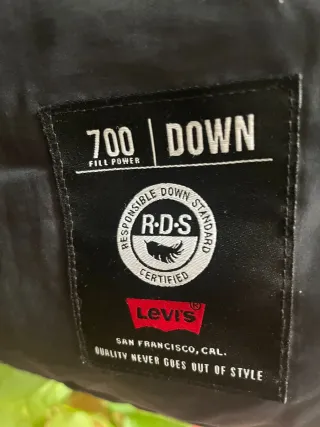 700 | DOWN
FILL POWER
RESPONSIBLE DOWN STANDARD
R·D·S
CERTIFIED
Levi's®
SAN FRANCISCO, CAL.
QUALITY NEVER GOES OUT OF STYLE